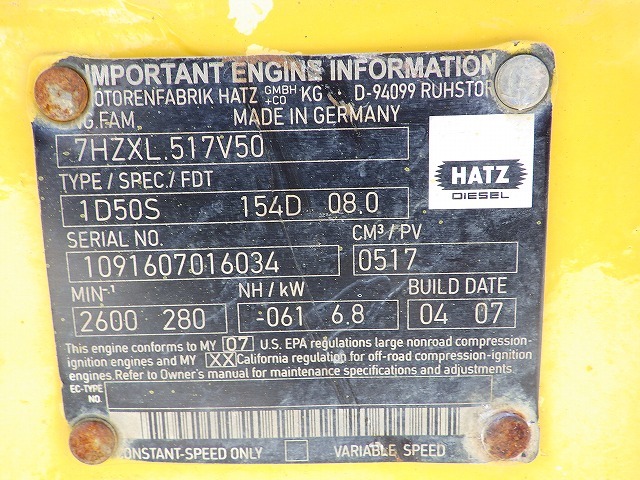 IMPORTANT ENGINE INFORMATION
MOTORENFABRIK HATZ GMBH +CO KG D-94099 RUHSTOR
NG.FAM. MADE IN GERMANY
7HZXL.517V50
TYPE / SPEC./ FDT
HATZ
DIESEL
1D50S 154D 08.0
SERIAL NO. CM³ / PV
1091607016034 0517
MIN-¹ NH / kW BUILD DATE
2600 280 -061 6.8 04 07
This engine conforms to MY 07 U.S. EPA regulations large nonroad compression-
ignition engines and MY XX California regulation for off-road compression-ignition
engines.Refer to Owner's manual for maintenance specifications and adjustments.
EC-TYPE
NO.
CONSTANT-SPEED ONLY VARIABLE SPEED